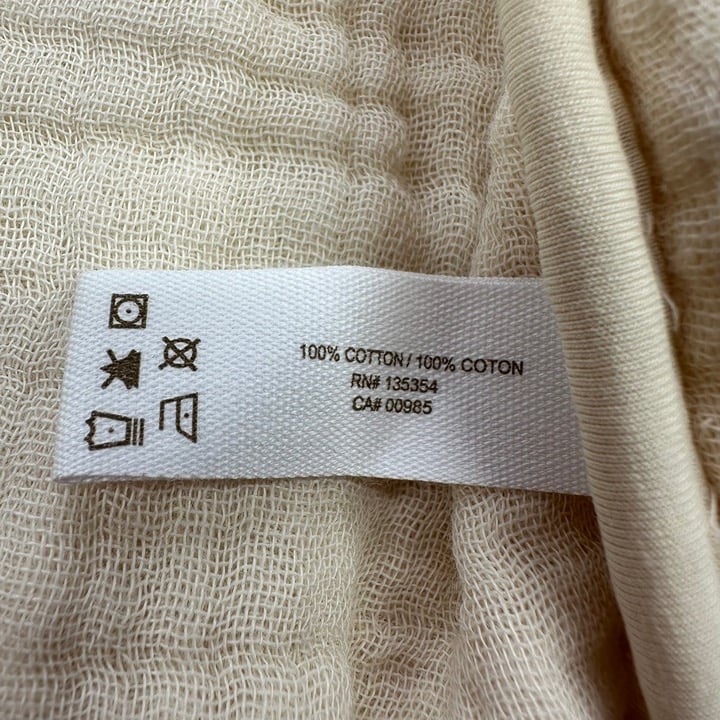 100% COTTON / 100% COTON
RN# 135354
CA# 00985